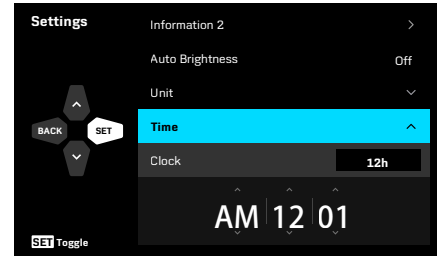 Settings
Information 2
Auto Brightness Off
Unit
BACK SET
Time
Clock 12h
AM 12 01
SET Toggle